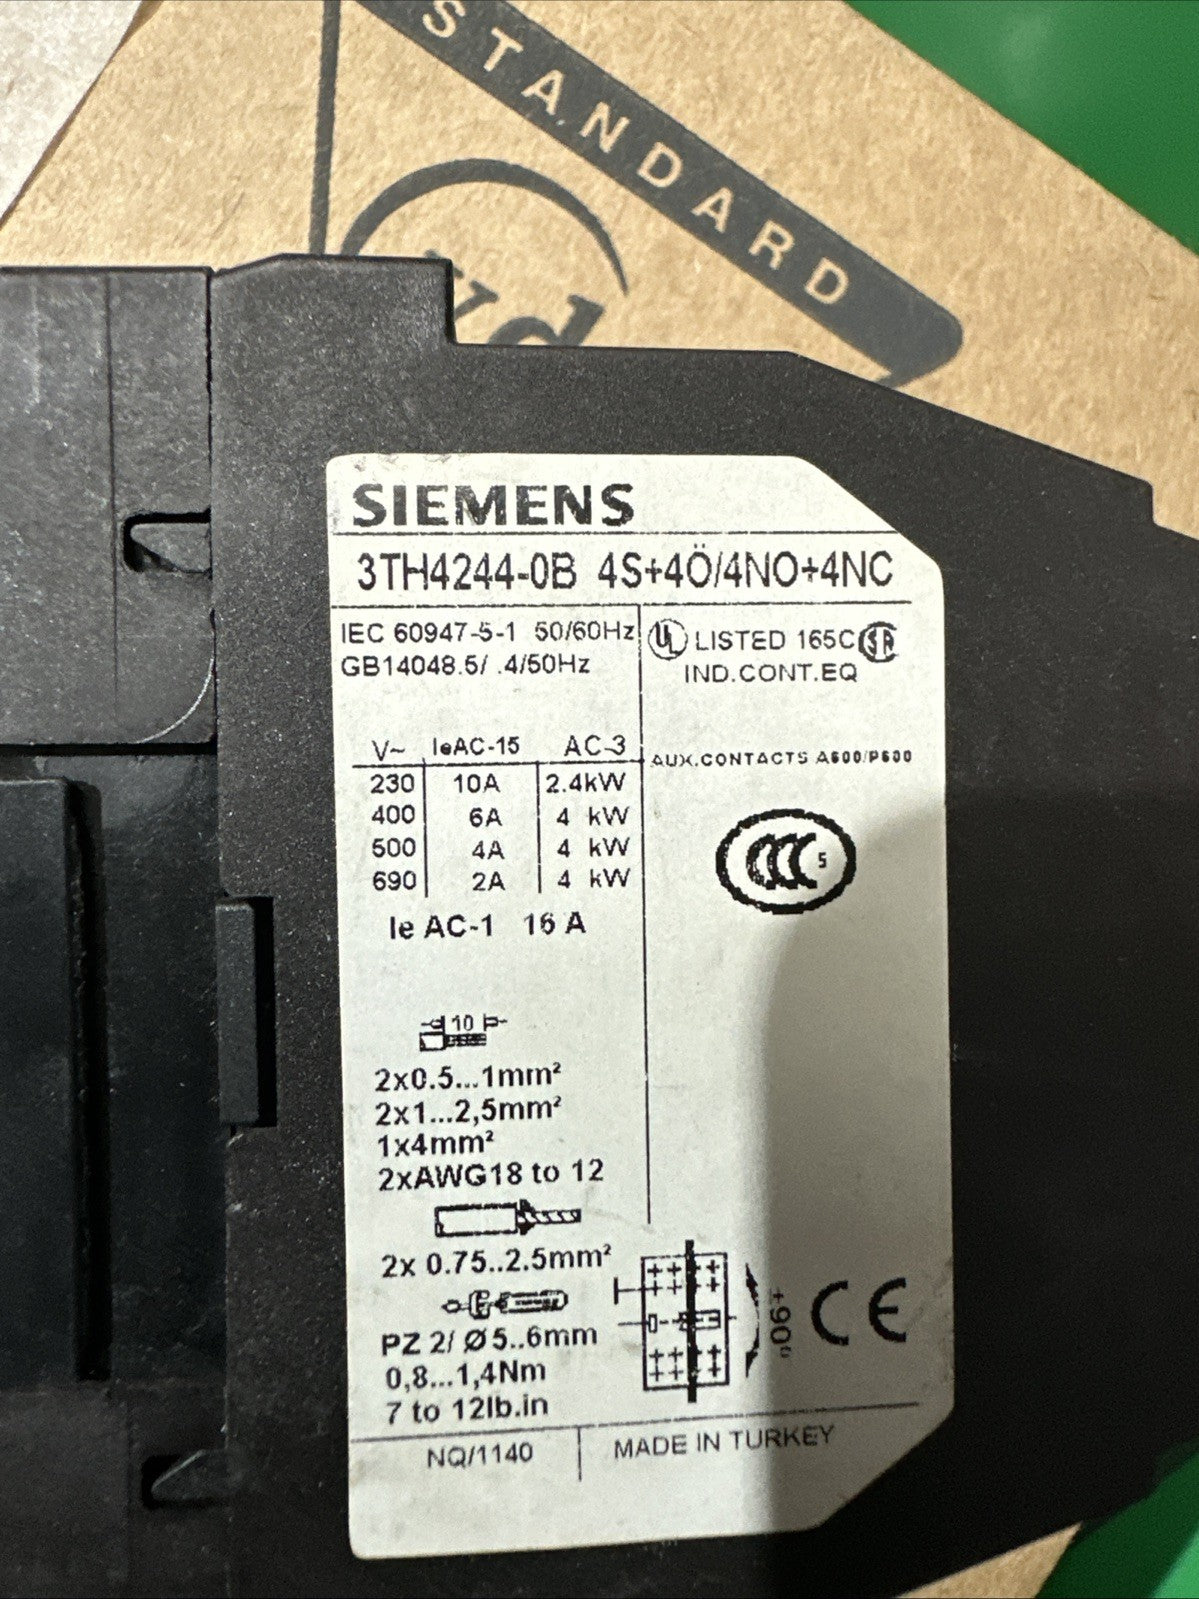 STANDARD
SIEMENS
3TH4244-0B 4S+4Ö/4NO+4NC
IEC 60947-5-1 50/60Hz
GB14048.5/ .4/50Hz
UL LISTED 165C SA
IND.CONT.EQ
V~ IeAC-15 AC-3
230 10A 2.4kW
400 6A 4 kW
500 4A 4 kW
690 2A 4 kW
Ie AC-1 16 A
AUX.CONTACTS A600/P600
CCC S
10
2x0.5...1mm²
2x1...2,5mm²
1x4mm²
2xAWG18 to 12
2x 0.75..2.5mm²
PZ 2/ Ø5..6mm
0,8...1,4Nm
7 to 12lb.in
+90°
CE
NQ/1140
MADE IN TURKEY